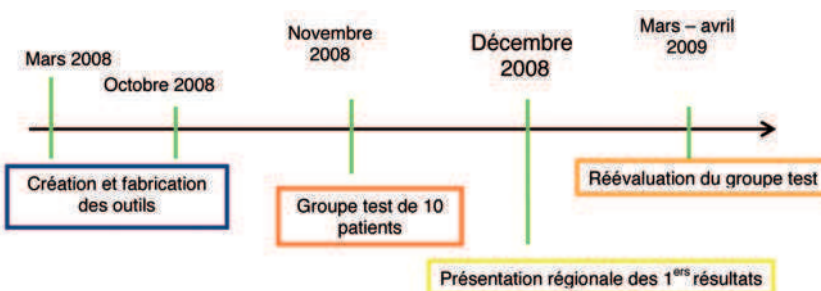 Mars 2008
Octobre 2008
Novembre
2008
Décembre
2008
Mars – avril
2009
Création et fabrication
des outils
Groupe test de 10
patients
Réévaluation du groupe test
Présentation régionale des 1ers résultats